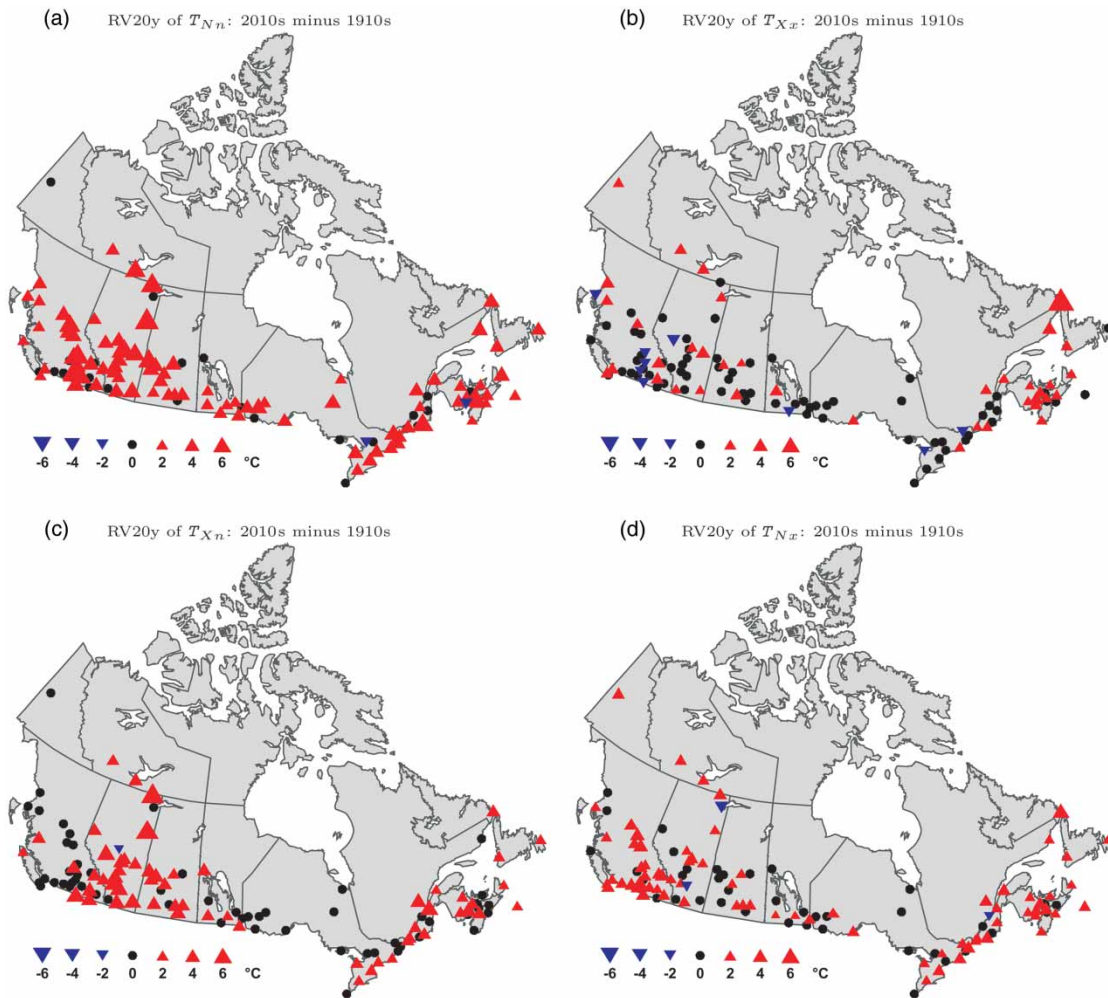 (a) RV20y of T_Nn: 2010s minus 1910s
(b) RV20y of T_Xx: 2010s minus 1910s
-6 -4 -2 0 2 4 6 °C
-6 -4 -2 0 2 4 6 °C
(c) RV20y of T_Xn: 2010s minus 1910s
(d) RV20y of T_Nx: 2010s minus 1910s
-6 -4 -2 0 2 4 6 °C
-6 -4 -2 0 2 4 6 °C